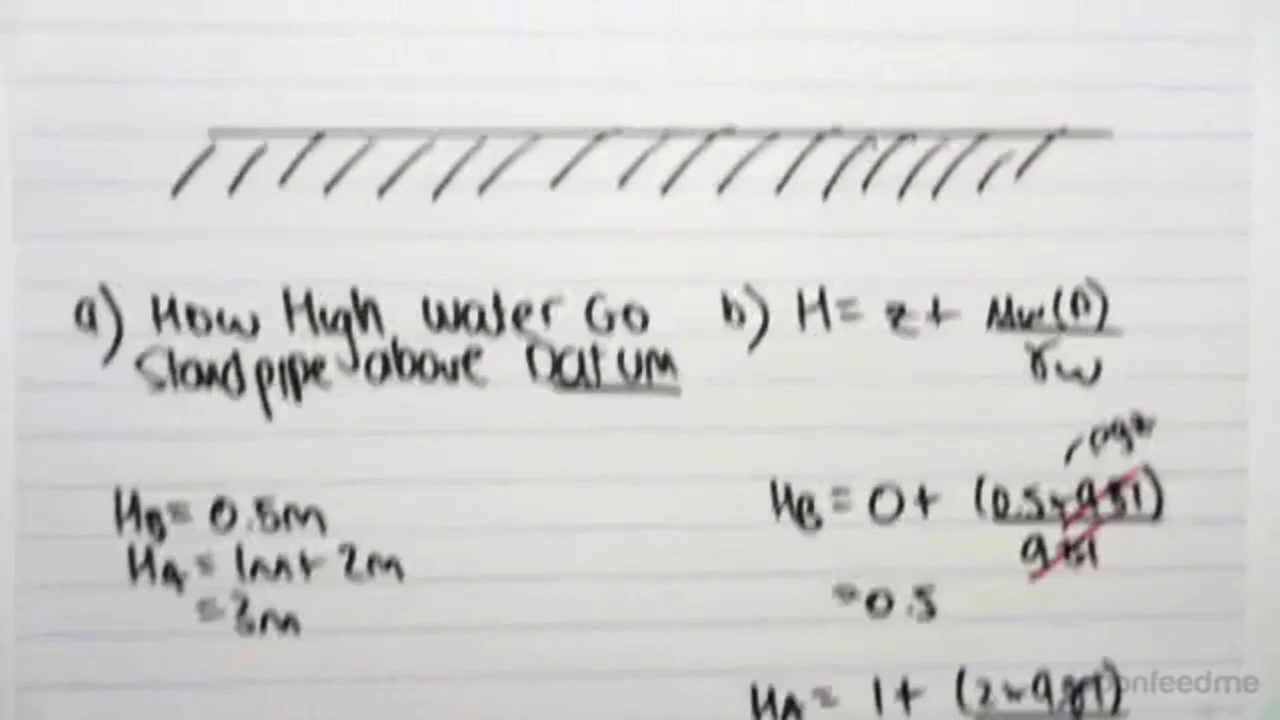 a) How High Water Go
Standpipe above Datum
HB= 0.5m
HA = 1m + 2m
= 3m
b) H = z +
γw
HB = 0 + (0.5×9.81)
9.81
= 0.5
HA = 1 + (2×9.81)
onfeedme